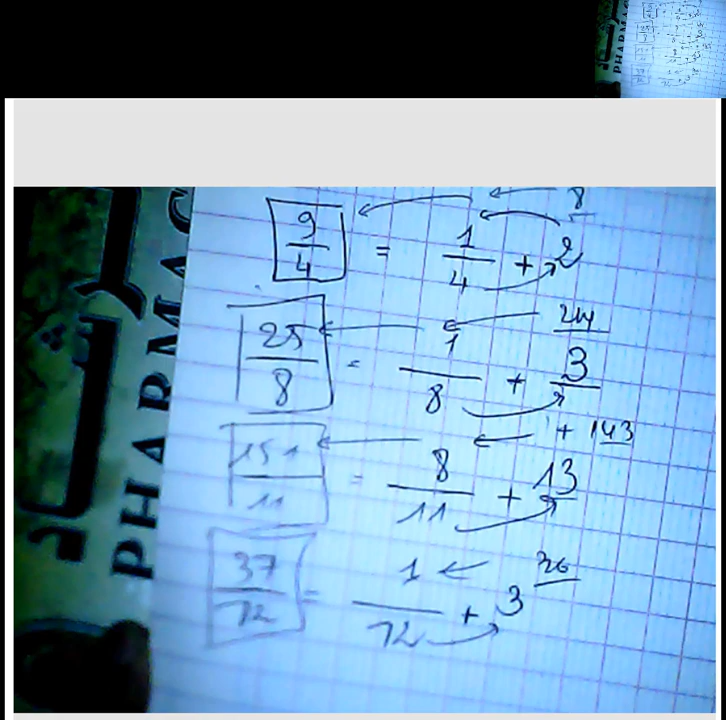 8
9/4 = 1/4 + 2
24
25/8 = 1/8 + 3
+ 143
151/11 = 8/11 + 13
36
37/12 = 1/12 + 3
PHARMAC